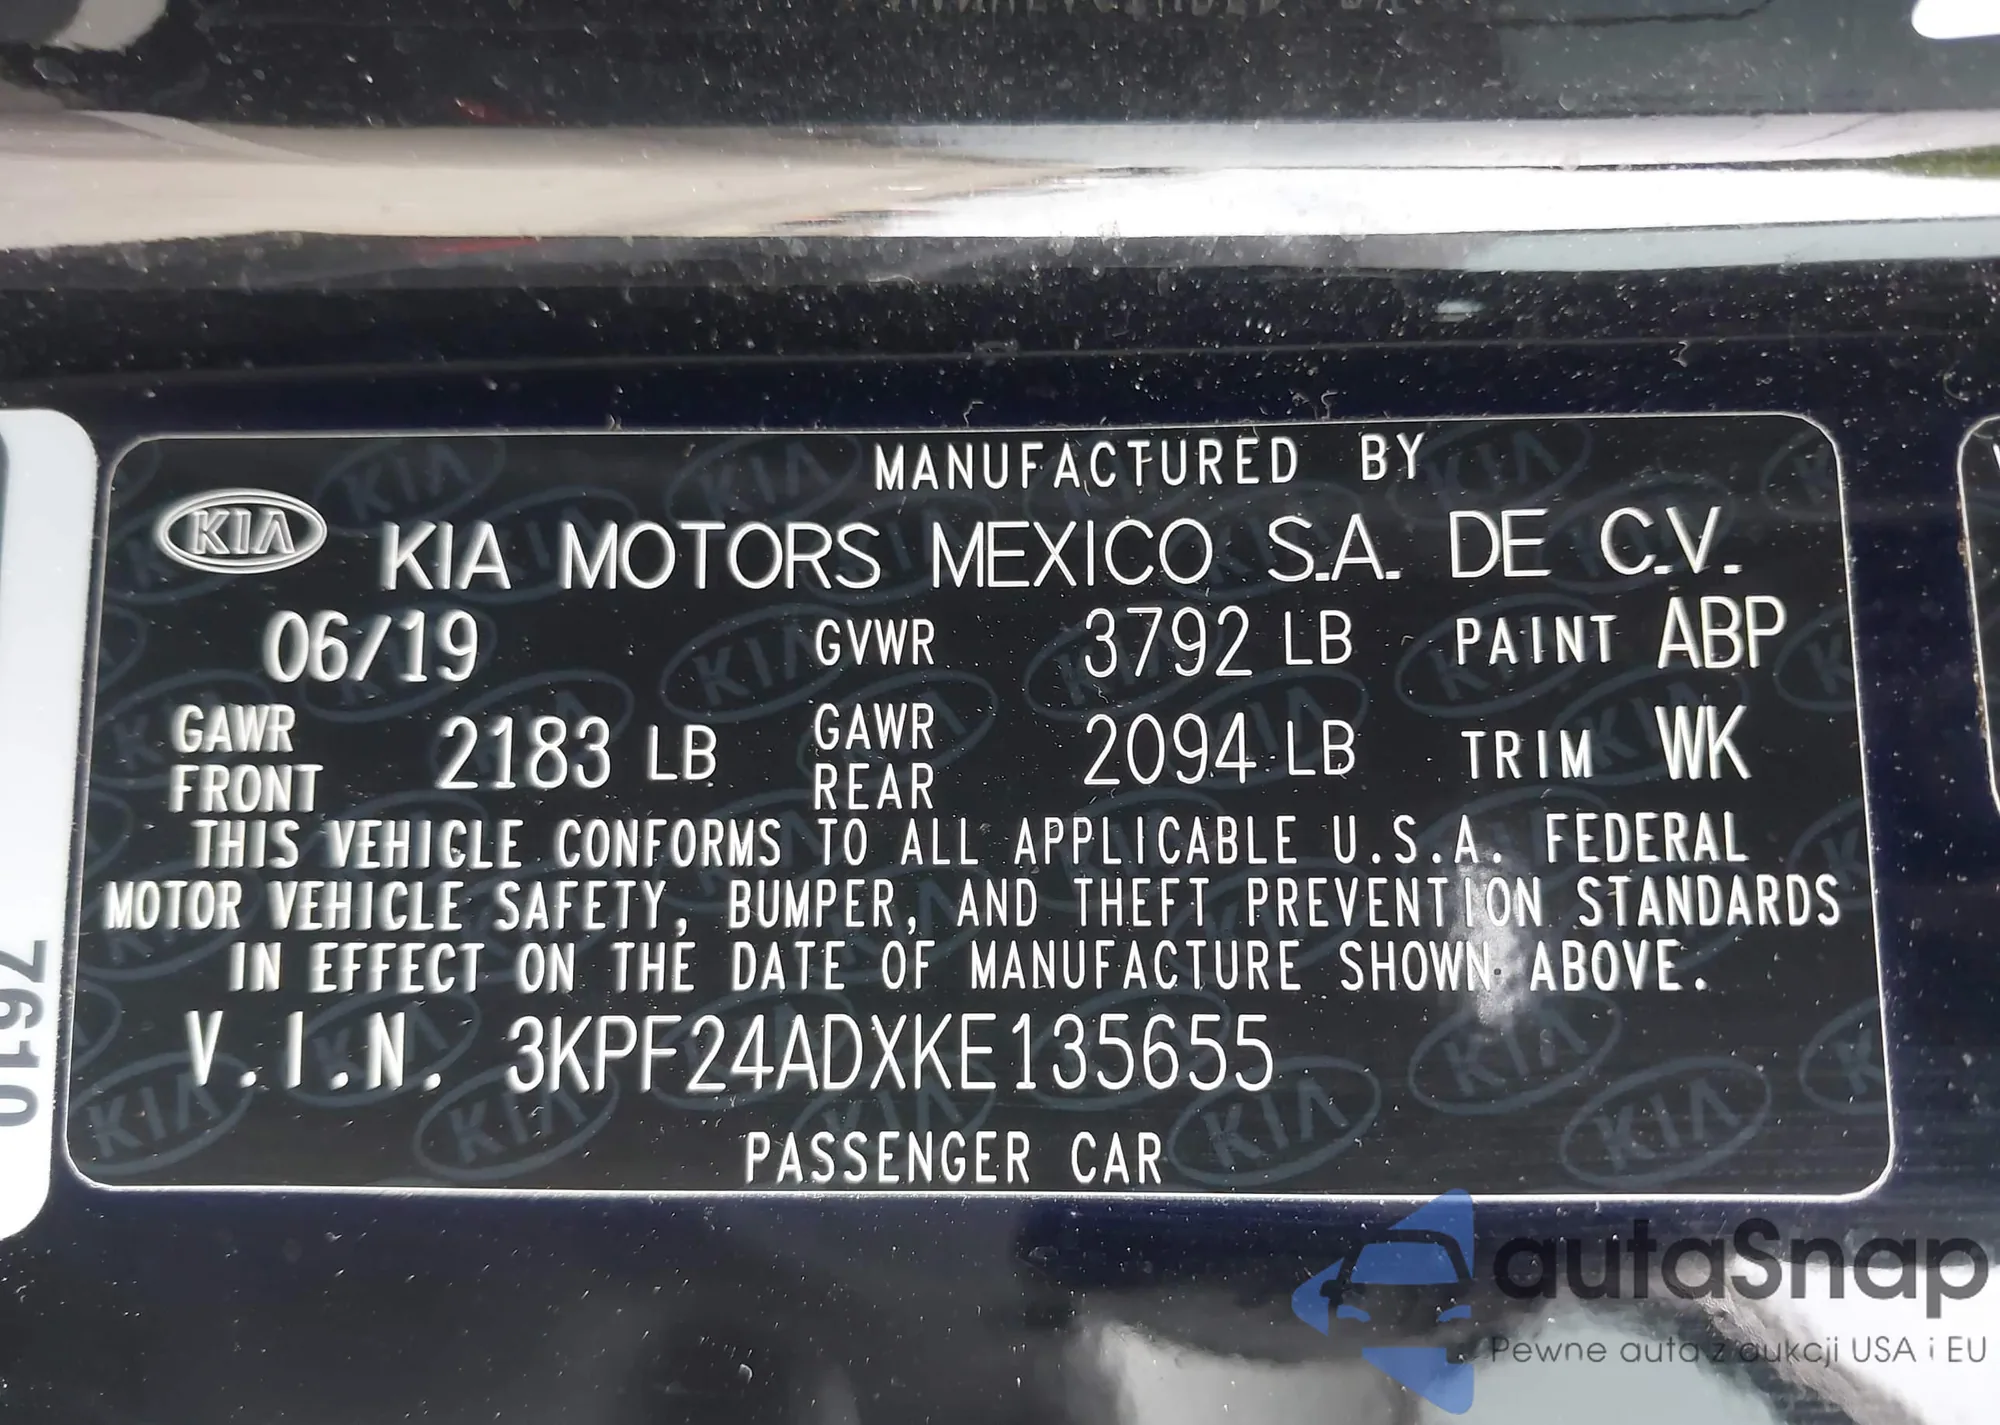 MANUFACTURED BY
KIA KIA MOTORS MEXICO S.A. DE C.V.
06/19 GVWR 3792 LB PAINT ABP
GAWR FRONT 2183 LB GAWR REAR 2094 LB TRIM WK
THIS VEHICLE CONFORMS TO ALL APPLICABLE U.S.A. FEDERAL
MOTOR VEHICLE SAFETY, BUMPER, AND THEFT PREVENTION STANDARDS
IN EFFECT ON THE DATE OF MANUFACTURE SHOWN ABOVE.
V.I.N. 3KPF24ADXKE135655
PASSENGER CAR
7610
autaSnap
Pewne auta z aukcji USA i EU